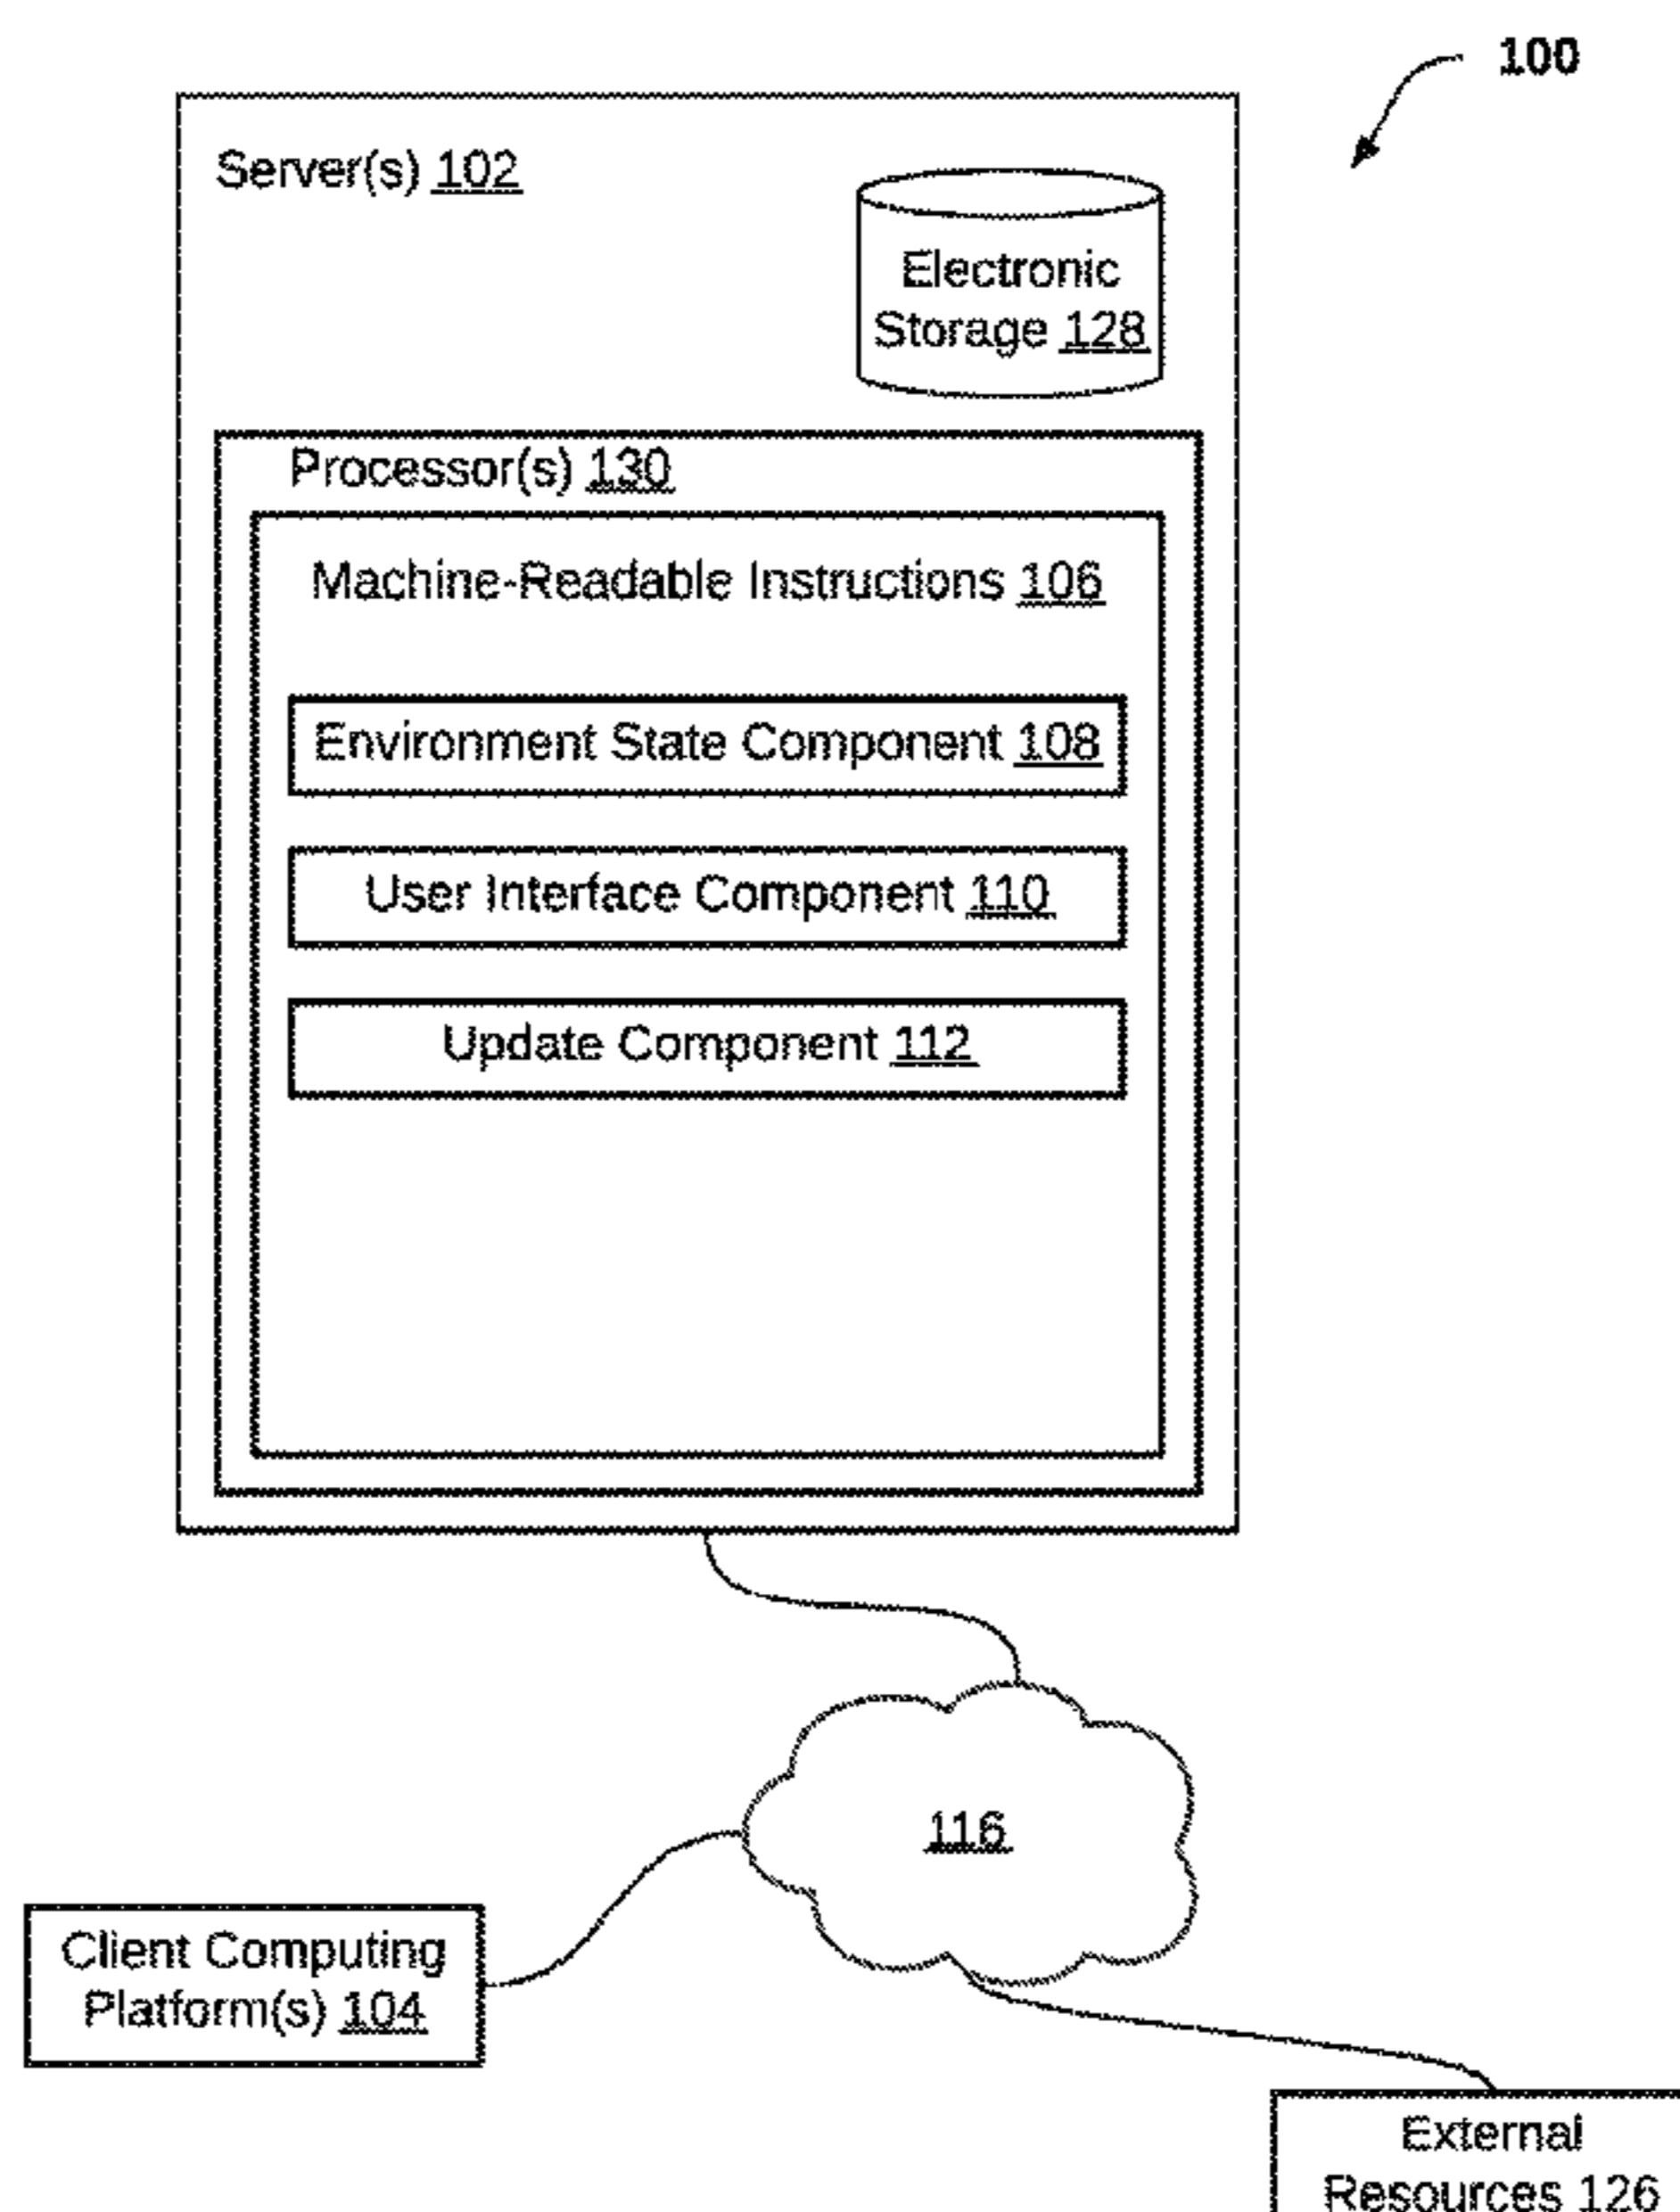 100
Server(s) 102
Electronic
Storage 128
Processor(s) 130
Machine-Readable Instructions 106
Environment State Component 108
User Interface Component 110
Update Component 112
116
Client Computing
Platform(s) 104
External
Resources 126